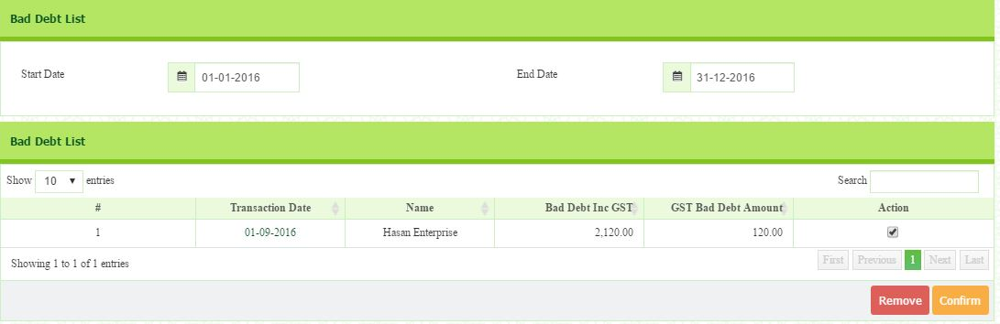 Bad Debt List
Start Date 01-01-2016 End Date 31-12-2016
Bad Debt List
Show 10 entries Search
# Transaction Date Name Bad Debt Inc GST GST Bad Debt Amount Action
1 01-09-2016 Hasan Enterprise 2,120.00 120.00
Showing 1 to 1 of 1 entries First Previous 1 Next Last
Remove Confirm